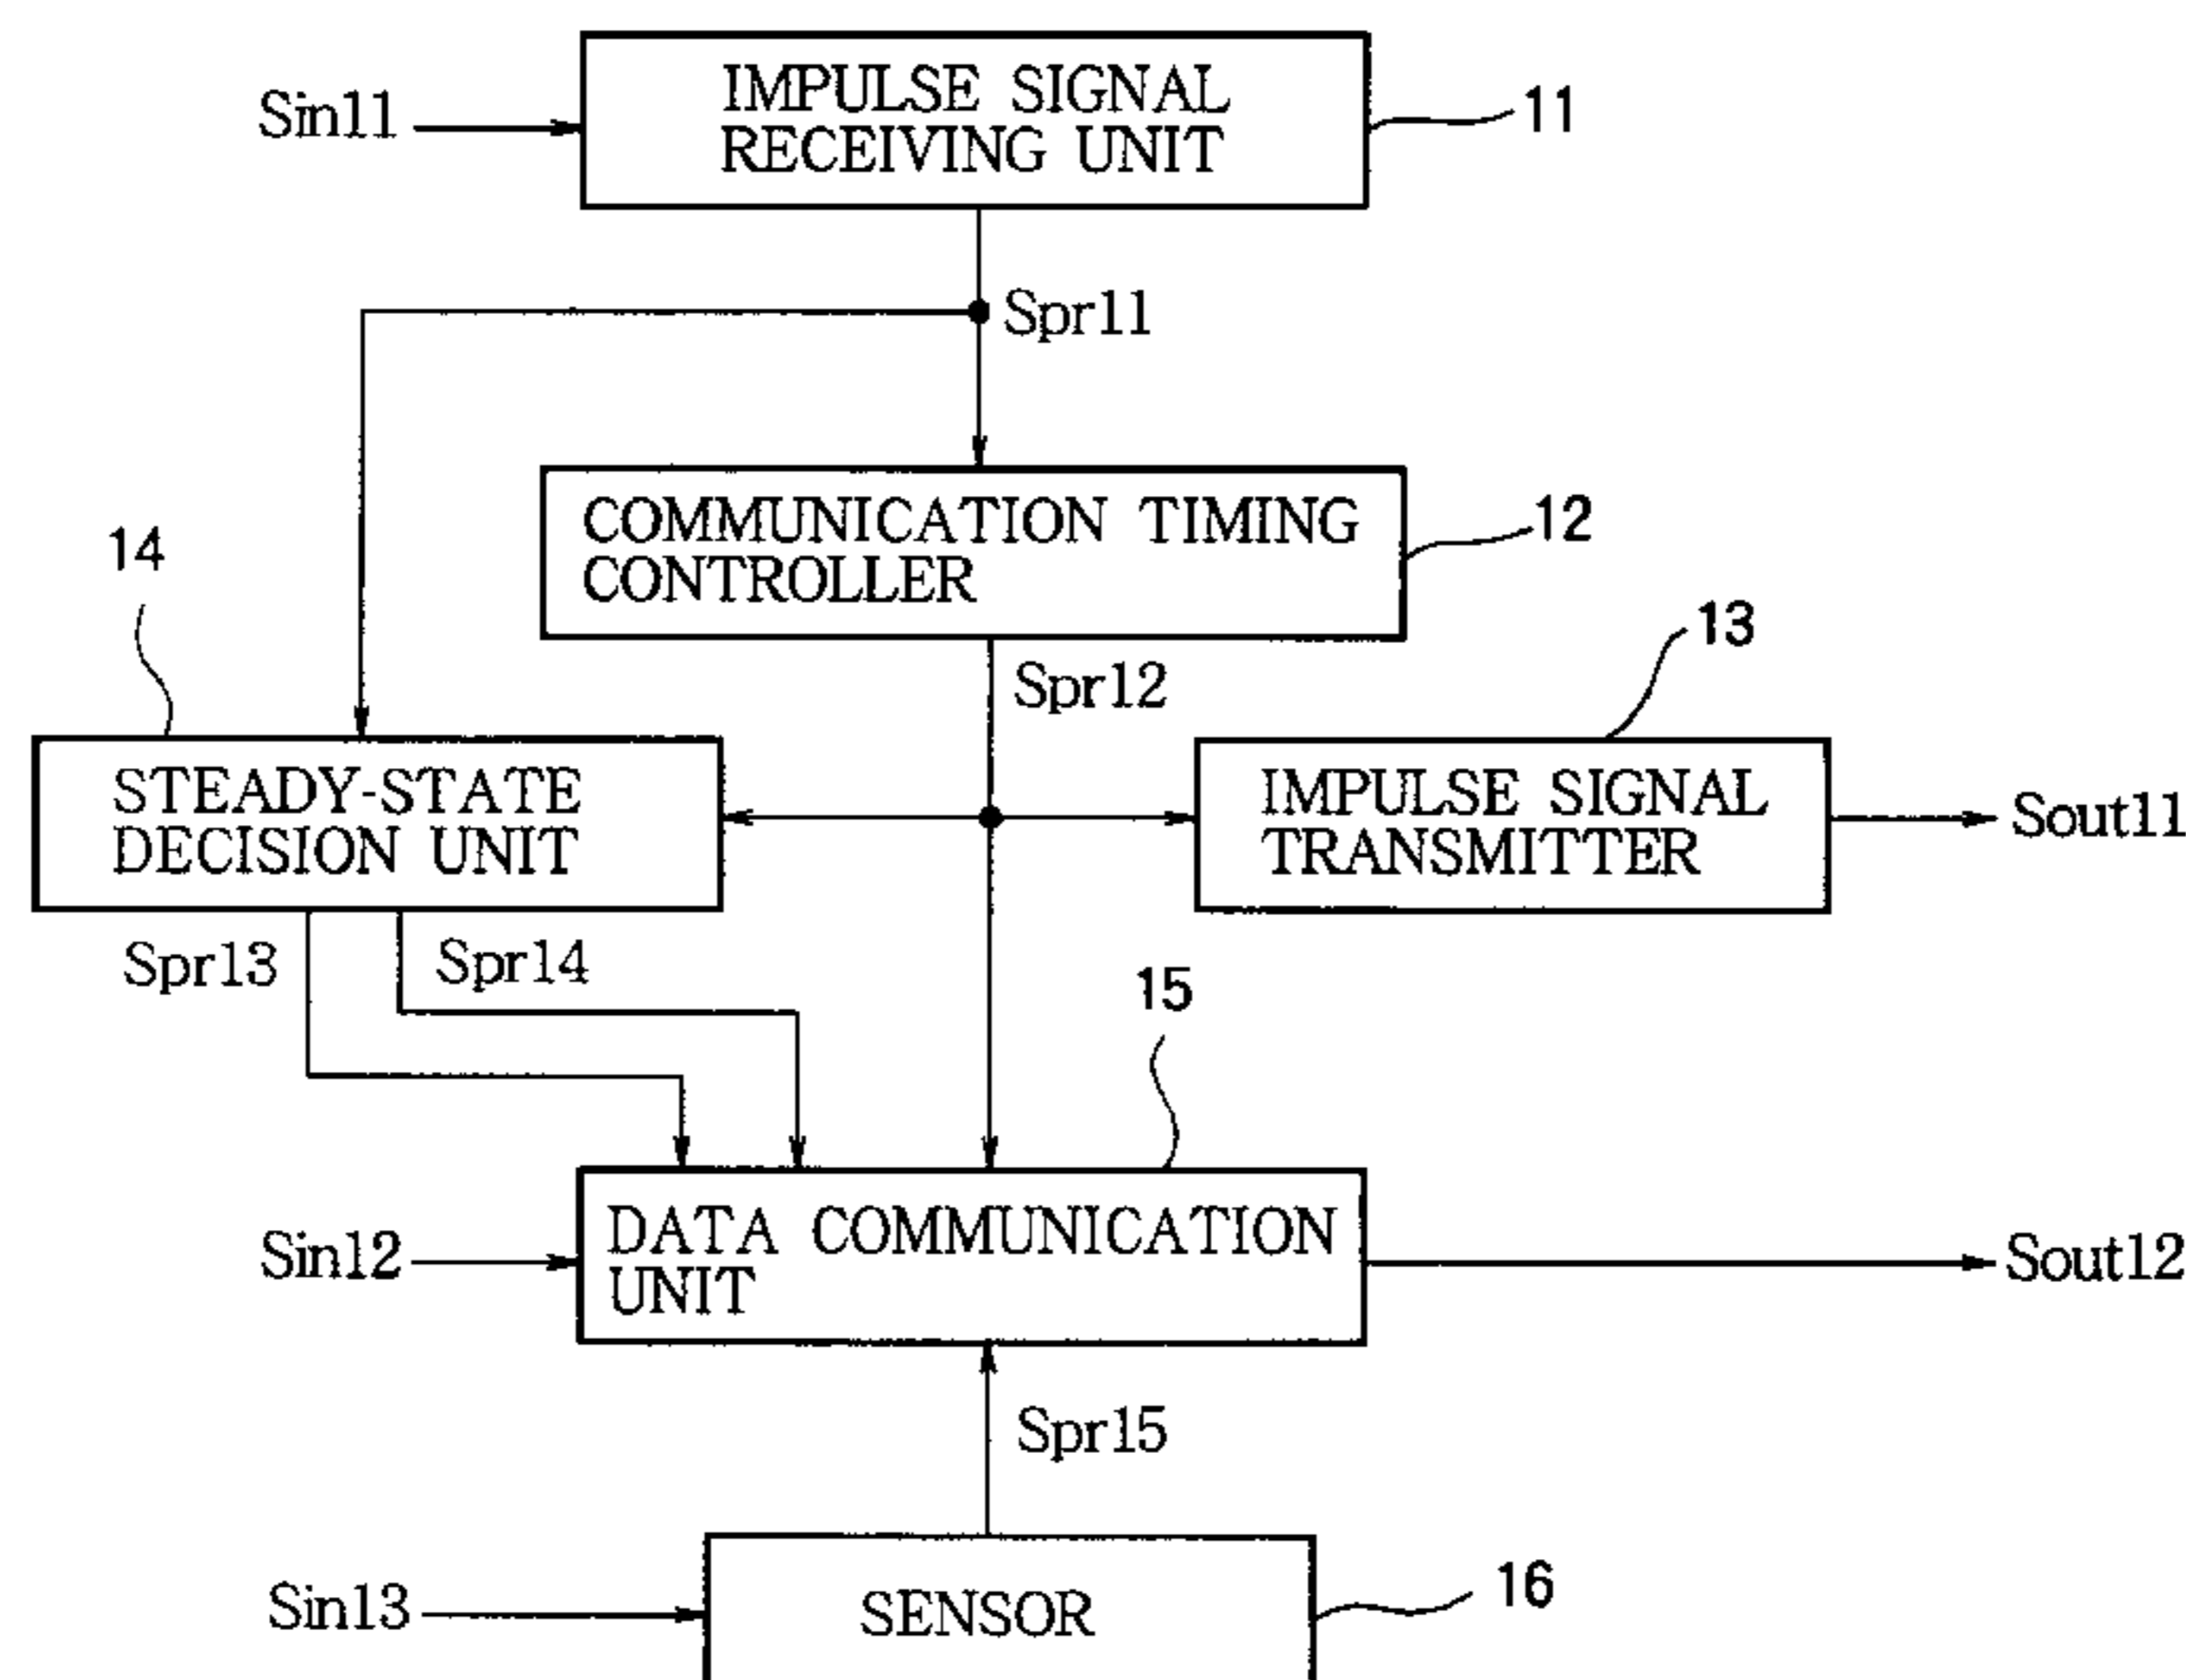 IMPULSE SIGNAL
RECEIVING UNIT
Sin11
11
Spr11
COMMUNICATION TIMING
CONTROLLER
12
14
13
Spr12
STEADY-STATE
DECISION UNIT
IMPULSE SIGNAL
TRANSMITTER
Sout11
Spr13
Spr14
15
DATA COMMUNICATION
UNIT
Sin12
Sout12
Spr15
Sin13
SENSOR
16